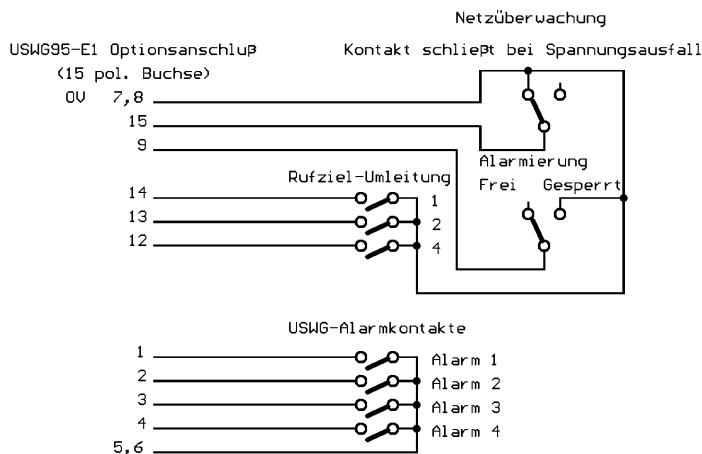 Netzüberwachung
USWG95-E1 Optionsanschluß
Kontakt schließt bei Spannungsausfall
(15 pol. Buchse)
0V 7,8
15
9
Alarmierung
Frei Gesperrt
Rufziel-Umleitung
14 1
13 2
12 4
USWG-Alarmkontakte
1 Alarm 1
2 Alarm 2
3 Alarm 3
4 Alarm 4
5,6